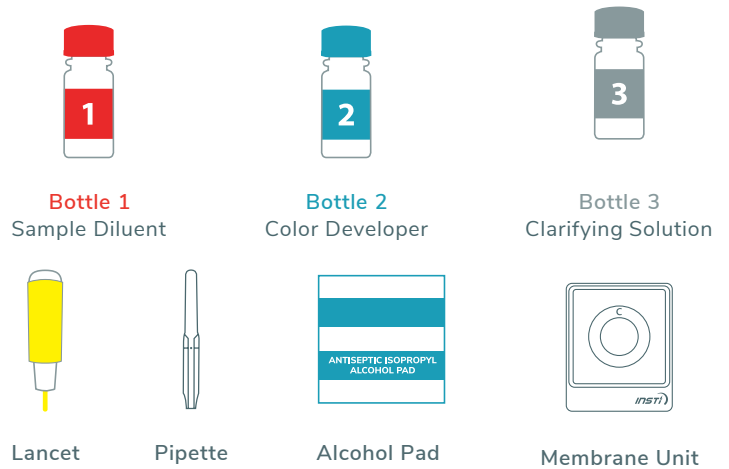 1
2
3
Bottle 1
Sample Diluent
Bottle 2
Color Developer
Bottle 3
Clarifying Solution
ANTISEPTIC ISOPROPYL
ALCOHOL PAD
C
INSTI
Lancet
Pipette
Alcohol Pad
Membrane Unit